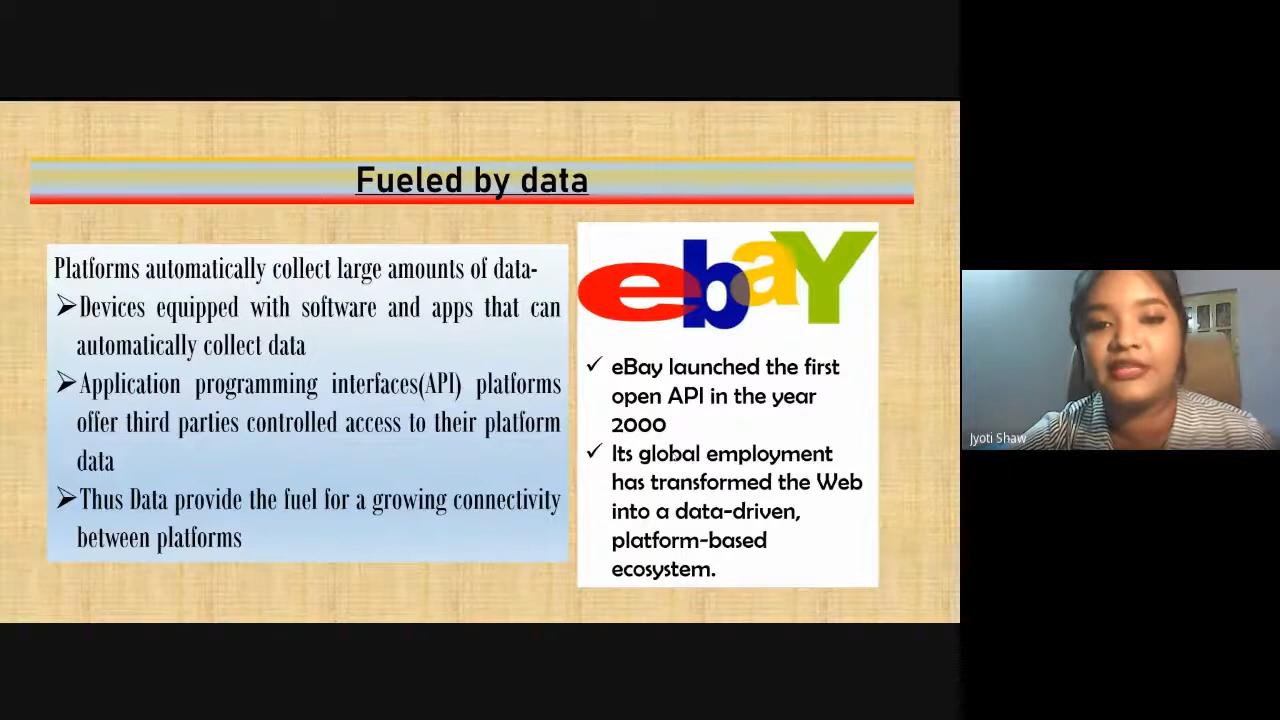 Fueled by data
Platforms automatically collect large amounts of data-
Devices equipped with software and apps that can
automatically collect data
Application programming interfaces(API) platforms
offer third parties controlled access to their platform
data
Thus Data provide the fuel for a growing connectivity
between platforms
ebaY
eBay launched the first
open API in the year
2000
Its global employment
has transformed the Web
into a data-driven,
platform-based
ecosystem.
Jyoti Shaw